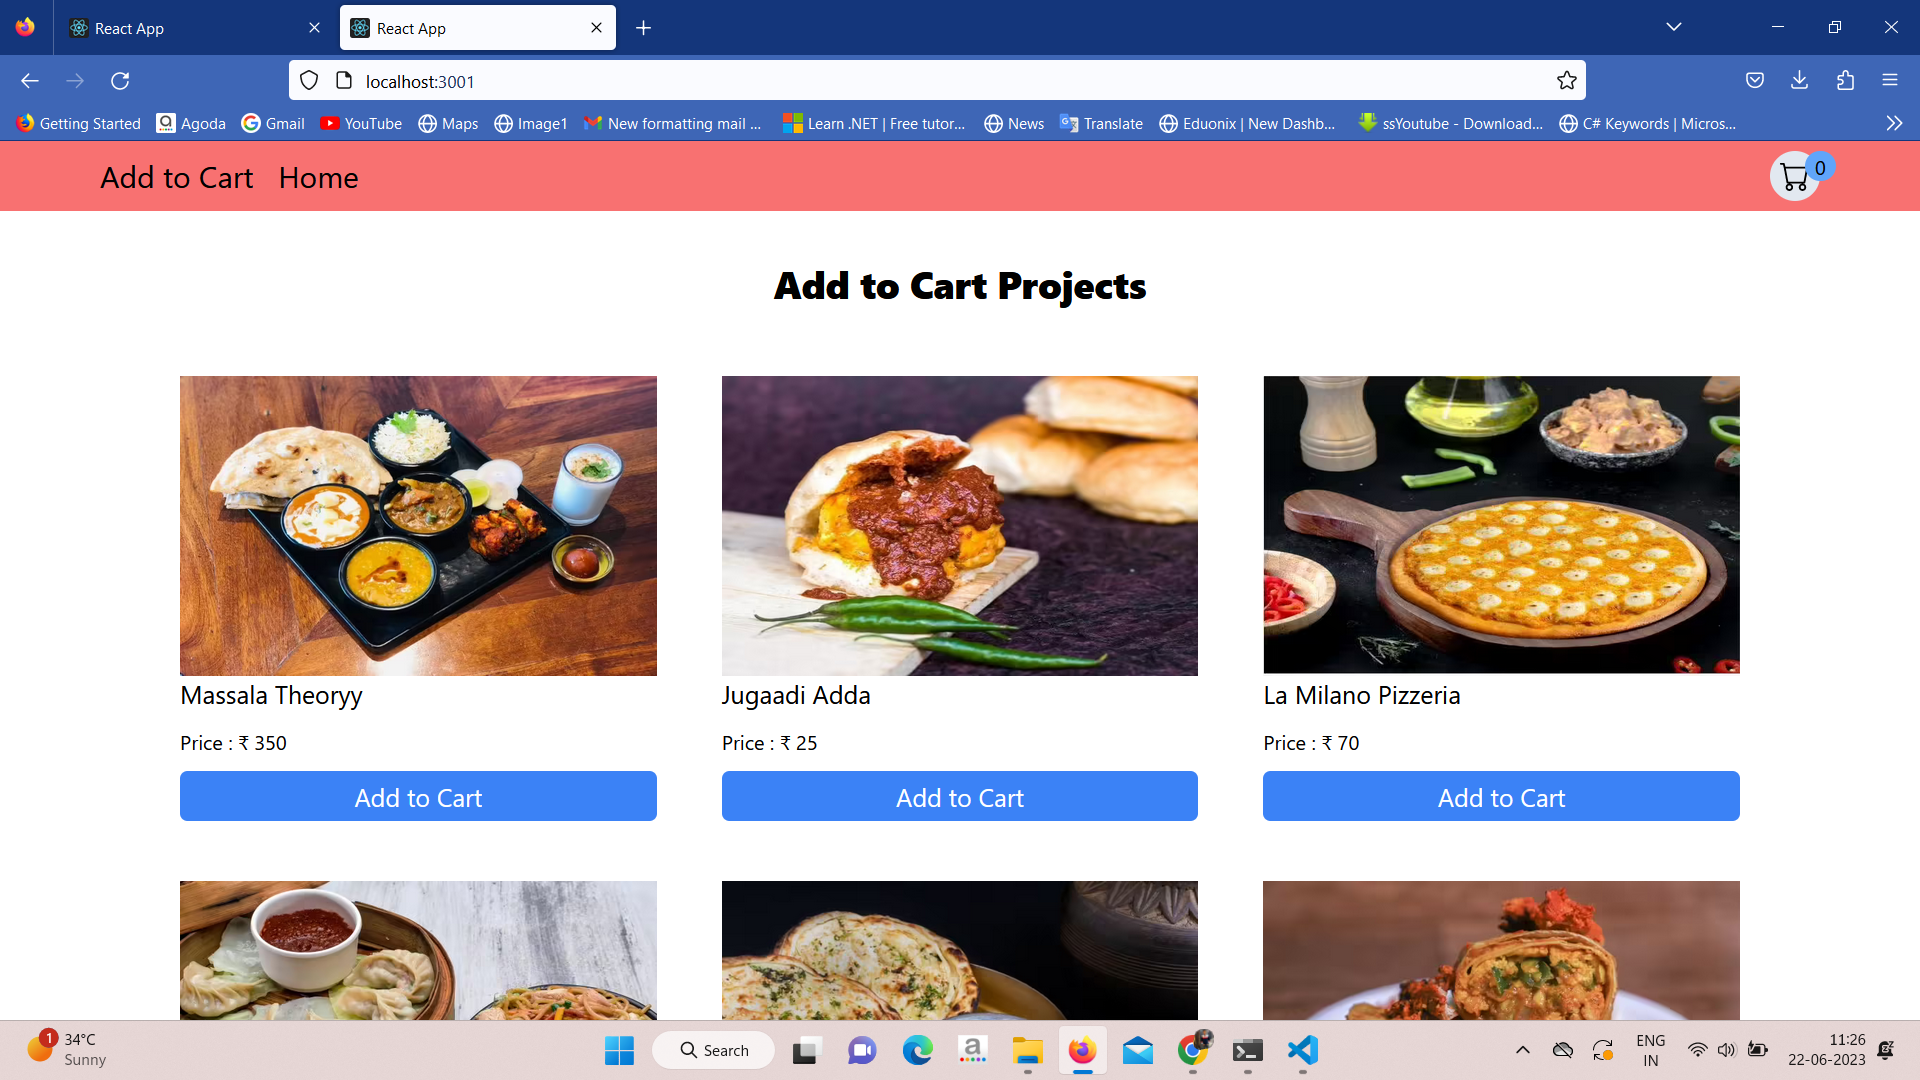 React App
React App
localhost:3001
Getting Started
Agoda
Gmail
YouTube
Maps
Image1
New formatting mail ...
Learn .NET | Free tutor...
News
Translate
Eduonix | New Dashb...
ssYoutube - Download...
C# Keywords | Micros...
Add to Cart Home
0
Add to Cart Projects
Massala Theoryy
Price : ₹ 350
Add to Cart
Jugaadi Adda
Price : ₹ 25
Add to Cart
La Milano Pizzeria
Price : ₹ 70
Add to Cart
1
34°C
Sunny
Search
ENG
IN
11:26
22-06-2023